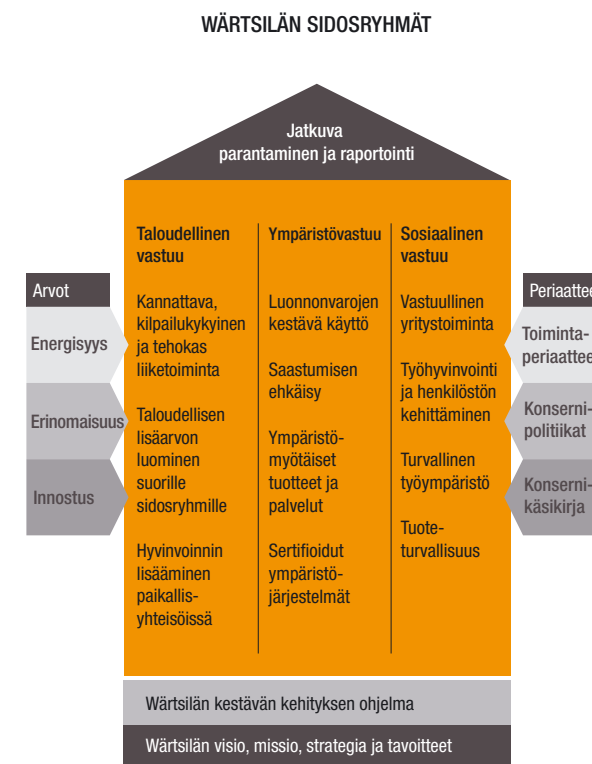 WÄRTSILÄN SIDOSRYHMÄT
Jatkuva
parantaminen ja raportointi
Arvot
Energisyys
Erinomaisuus
Innostus
Taloudellinen
vastuu
Kannattava,
kilpailukykyinen
ja tehokas
liiketoiminta
Taloudellisen
lisäarvon
luominen
suorille
sidosryhmille
Hyvinvoinnin
lisääminen
paikallis-
yhteisöissä
Ympäristövastuu
Luonnonvarojen
kestävä käyttö
Saastumisen
ehkäisy
Ympäristö-
myötäiset
tuotteet ja
palvelut
Sertifioidut
ympäristö-
järjestelmät
Sosiaalinen
vastuu
Vastuullinen
yritystoiminta
Työhyvinvointi
ja henkilöstön
kehittäminen
Turvallinen
työympäristö
Tuote-
turvallisuus
Periaattee
Toiminta-
periaattee
Konserni-
politiikat
Konserni-
käsikirja
Wärtsilän kestävän kehityksen ohjelma
Wärtsilän visio, missio, strategia ja tavoitteet